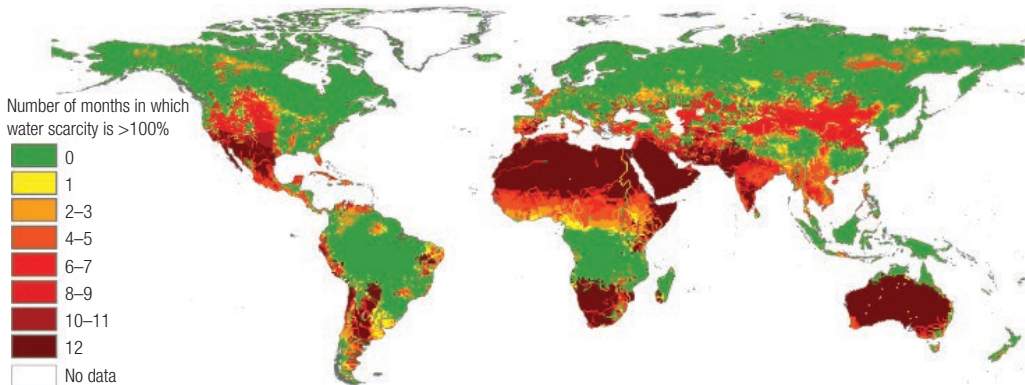 Number of months in which
water scarcity is >100%
0
1
2–3
4–5
6–7
8–9
10–11
12
No data